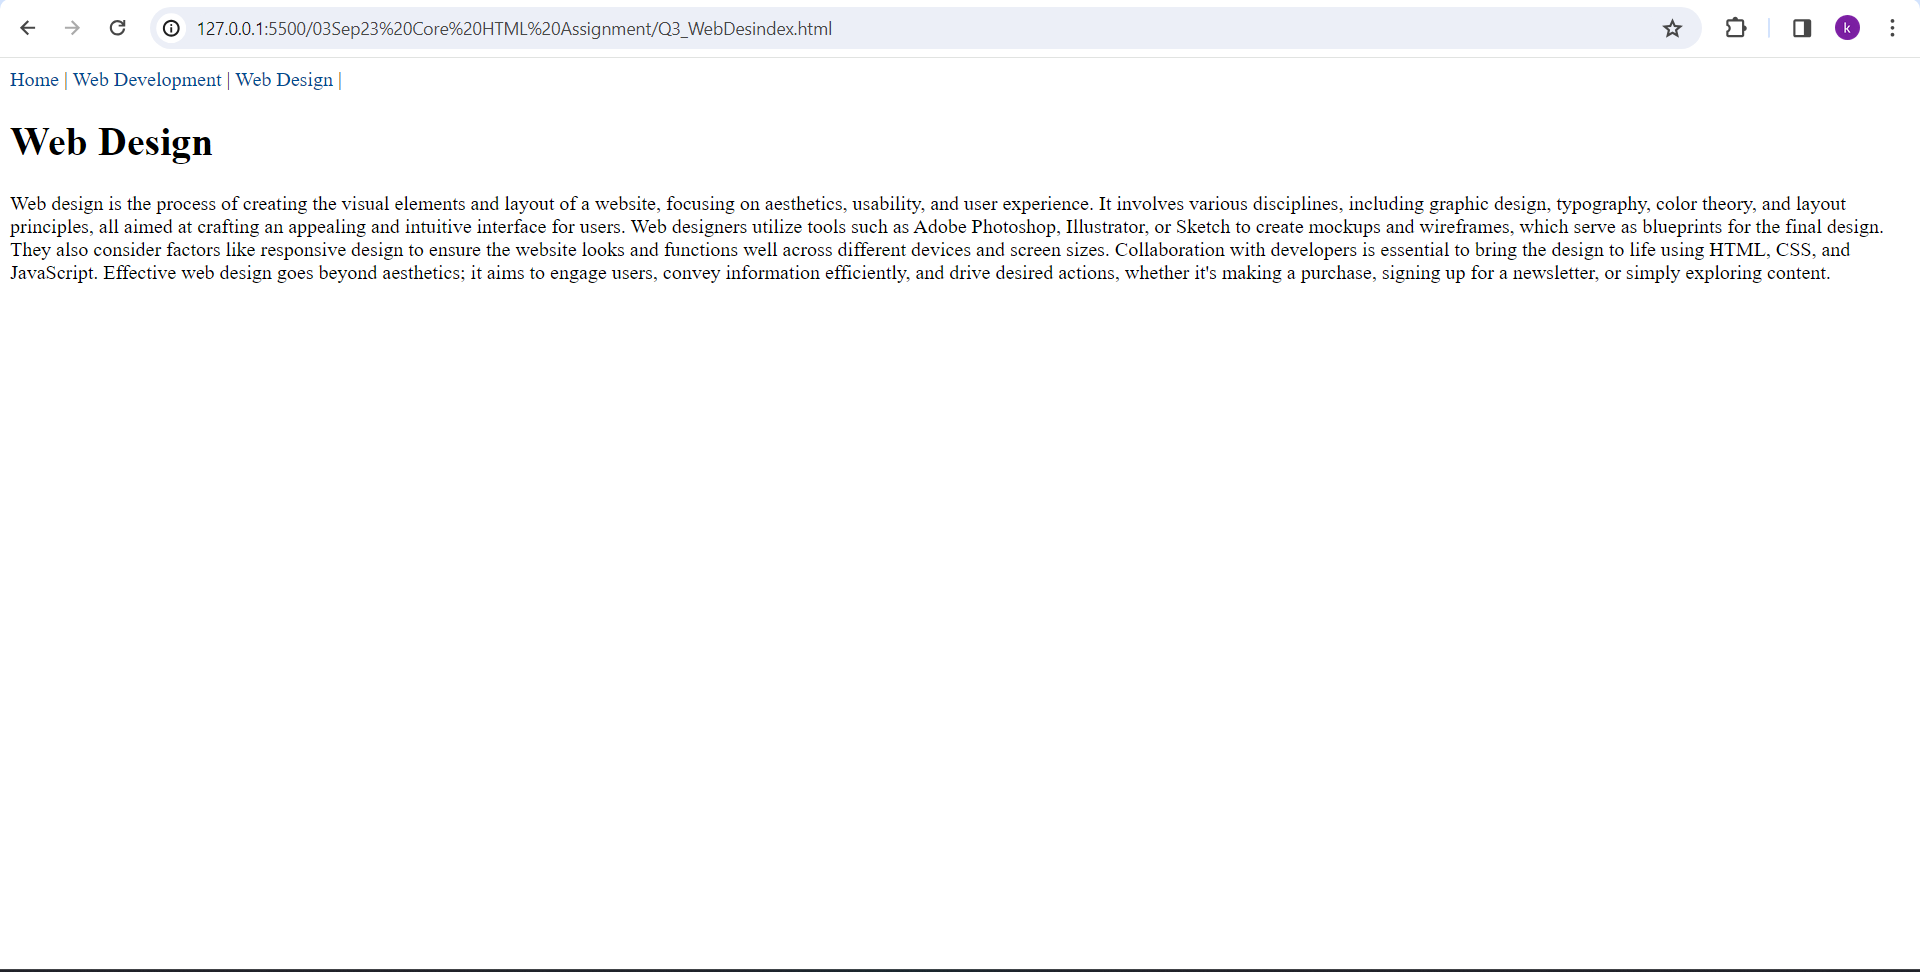 127.0.0.1:5500/03Sep23%20Core%20HTML%20Assignment/Q3_WebDesindex.html
k
Home | Web Development | Web Design |
Web Design
Web design is the process of creating the visual elements and layout of a website, focusing on aesthetics, usability, and user experience. It involves various disciplines, including graphic design, typography, color theory, and layout
principles, all aimed at crafting an appealing and intuitive interface for users. Web designers utilize tools such as Adobe Photoshop, Illustrator, or Sketch to create mockups and wireframes, which serve as blueprints for the final design.
They also consider factors like responsive design to ensure the website looks and functions well across different devices and screen sizes. Collaboration with developers is essential to bring the design to life using HTML, CSS, and
JavaScript. Effective web design goes beyond aesthetics; it aims to engage users, convey information efficiently, and drive desired actions, whether it's making a purchase, signing up for a newsletter, or simply exploring content.